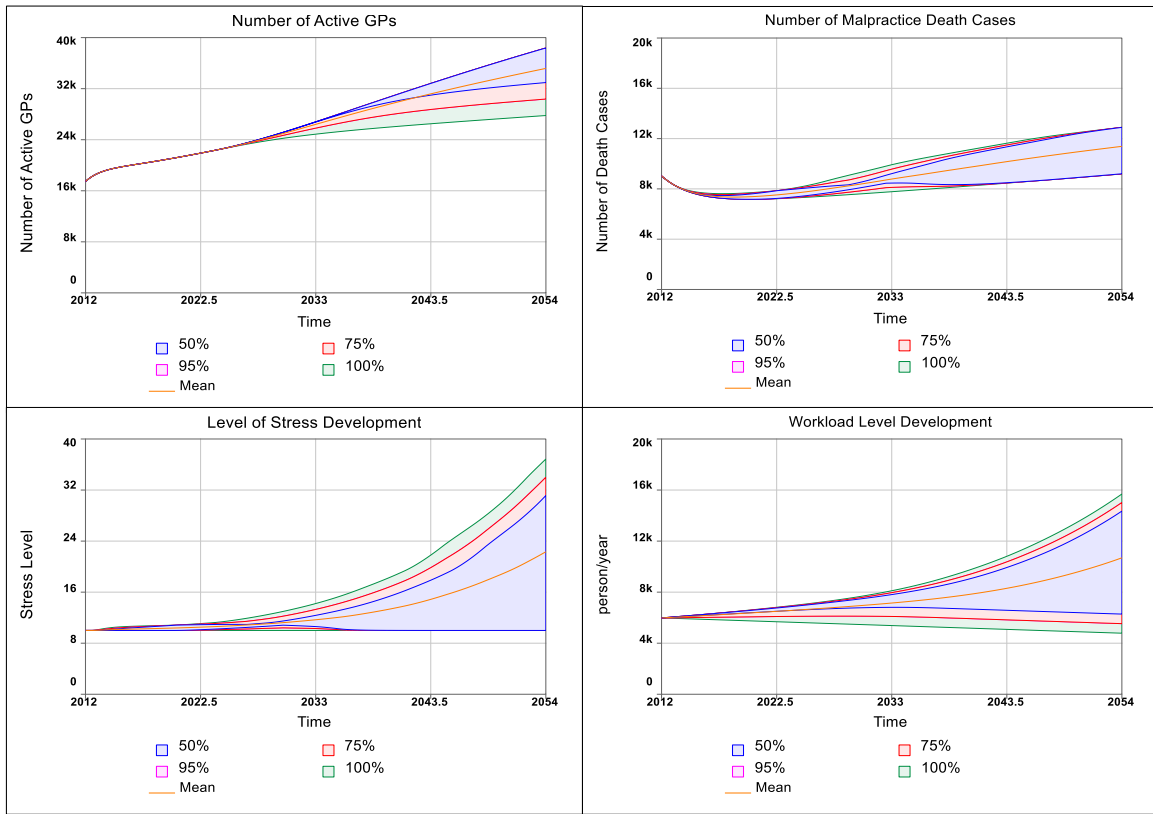 Number of Active GPs
40k
32k
24k
16k
8k
0
Number of Active GPs
2012 2022.5 2033 2043.5 2054
Time
50% 75%
95% 100%
Mean
Number of Malpractice Death Cases
20k
16k
12k
8k
4k
0
Number of Death Cases
2012 2022.5 2033 2043.5 2054
Time
50% 75%
95% 100%
Mean
Level of Stress Development
40
32
24
16
8
0
Stress Level
2012 2022.5 2033 2043.5 2054
Time
50% 75%
95% 100%
Mean
Workload Level Development
20k
16k
12k
8k
4k
0
person/year
2012 2022.5 2033 2043.5 2054
Time
50% 75%
95% 100%
Mean